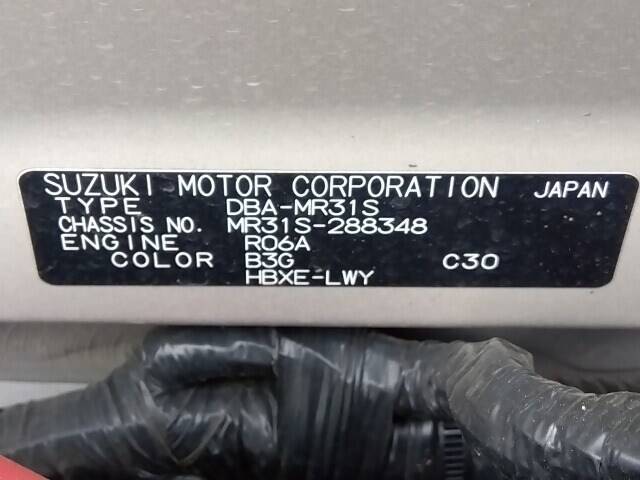 SUZUKI MOTOR CORPORATION JAPAN
TYPE DBA-MR31S
CHASSIS NO. MR31S-288348
ENGINE R06A
COLOR B3G C30
HBXE-LWY